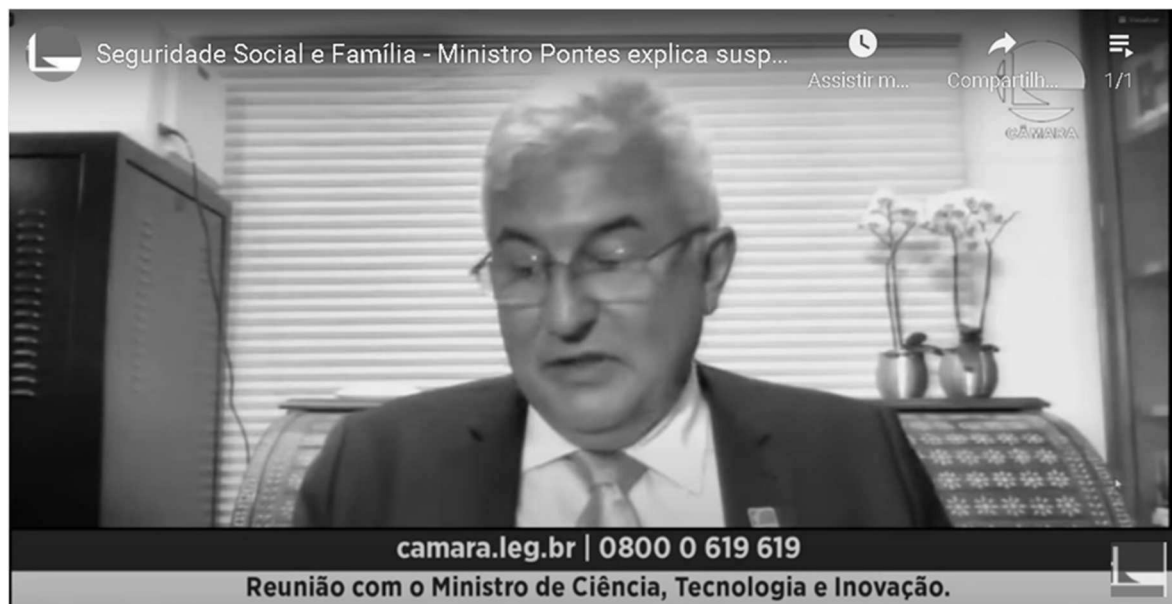 Seguridade Social e Família - Ministro Pontes explica susp...
Assistir m...
Compartilh...
1/1
CÂMARA
camara.leg.br | 0800 0 619 619
Reunião com o Ministro de Ciência, Tecnologia e Inovação.